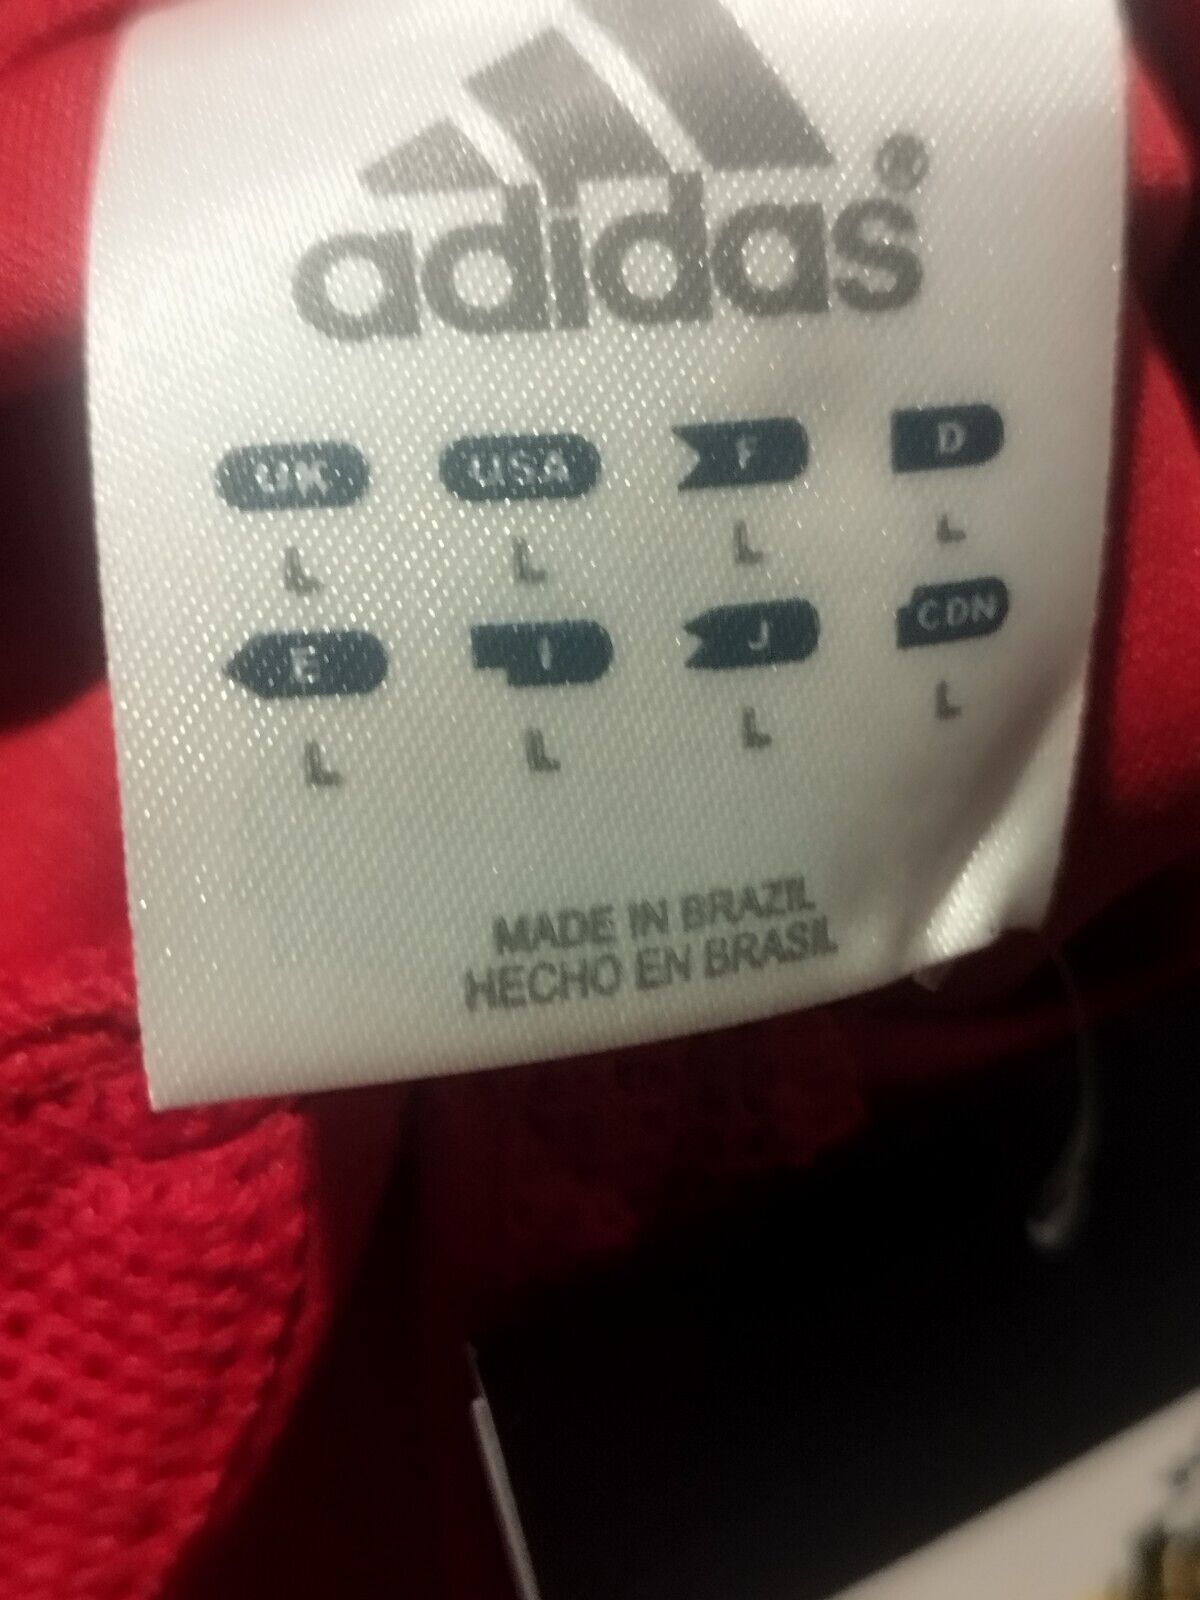 adidas®
UK USA F D
L L L L
E I J CDN
L L L L
MADE IN BRAZIL
HECHO EN BRASIL